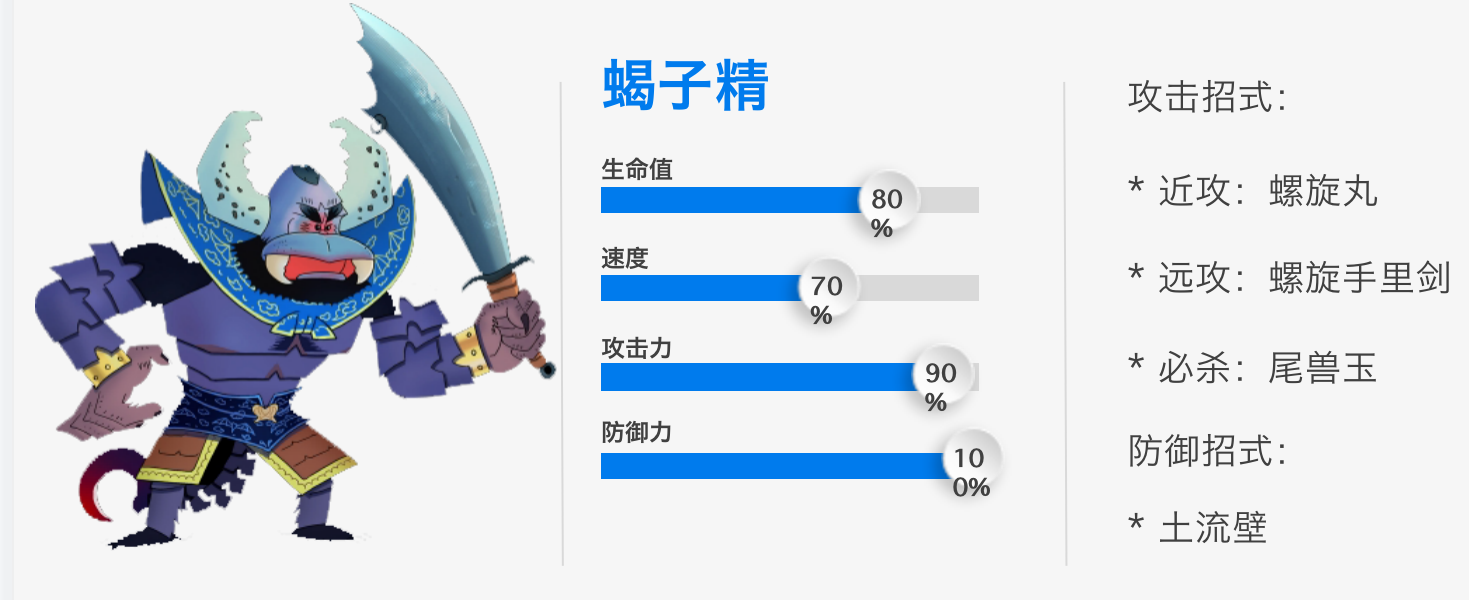 蝎子精
生命值
80
%
速度
70
%
攻击力
90
%
防御力
10
0%
攻击招式：
* 近攻：螺旋丸
* 远攻：螺旋手里剑
* 必杀：尾兽玉
防御招式：
* 土流壁